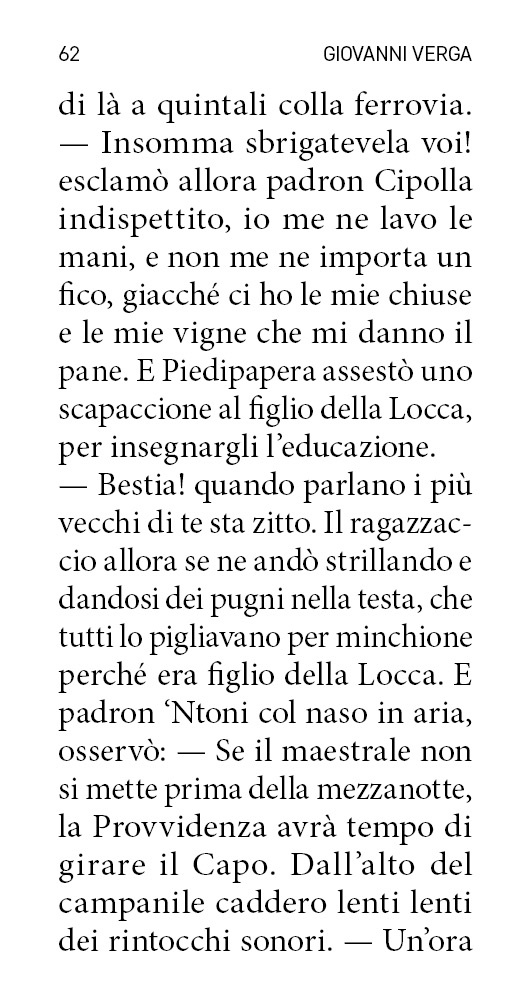 62 GIOVANNI VERGA
di là a quintali colla ferrovia.
— Insomma sbrigatevela voi!
esclamò allora padron Cipolla
indispettito, io me ne lavo le
mani, e non me ne importa un
fico, giacché ci ho le mie chiuse
e le mie vigne che mi danno il
pane. E Piedipapera assestò uno
scapaccione al figlio della Locca,
per insegnargli l’educazione.
— Bestia! quando parlano i più
vecchi di te sta zitto. Il ragazzac-
cio allora se ne andò strillando e
dandosi dei pugni nella testa, che
tutti lo pigliavano per minchione
perché era figlio della Locca. E
padron ‘Ntoni col naso in aria,
osservò: — Se il maestrale non
si mette prima della mezzanotte,
la Provvidenza avrà tempo di
girare il Capo. Dall’alto del
campanile caddero lenti lenti
dei rintocchi sonori. — Un’ora